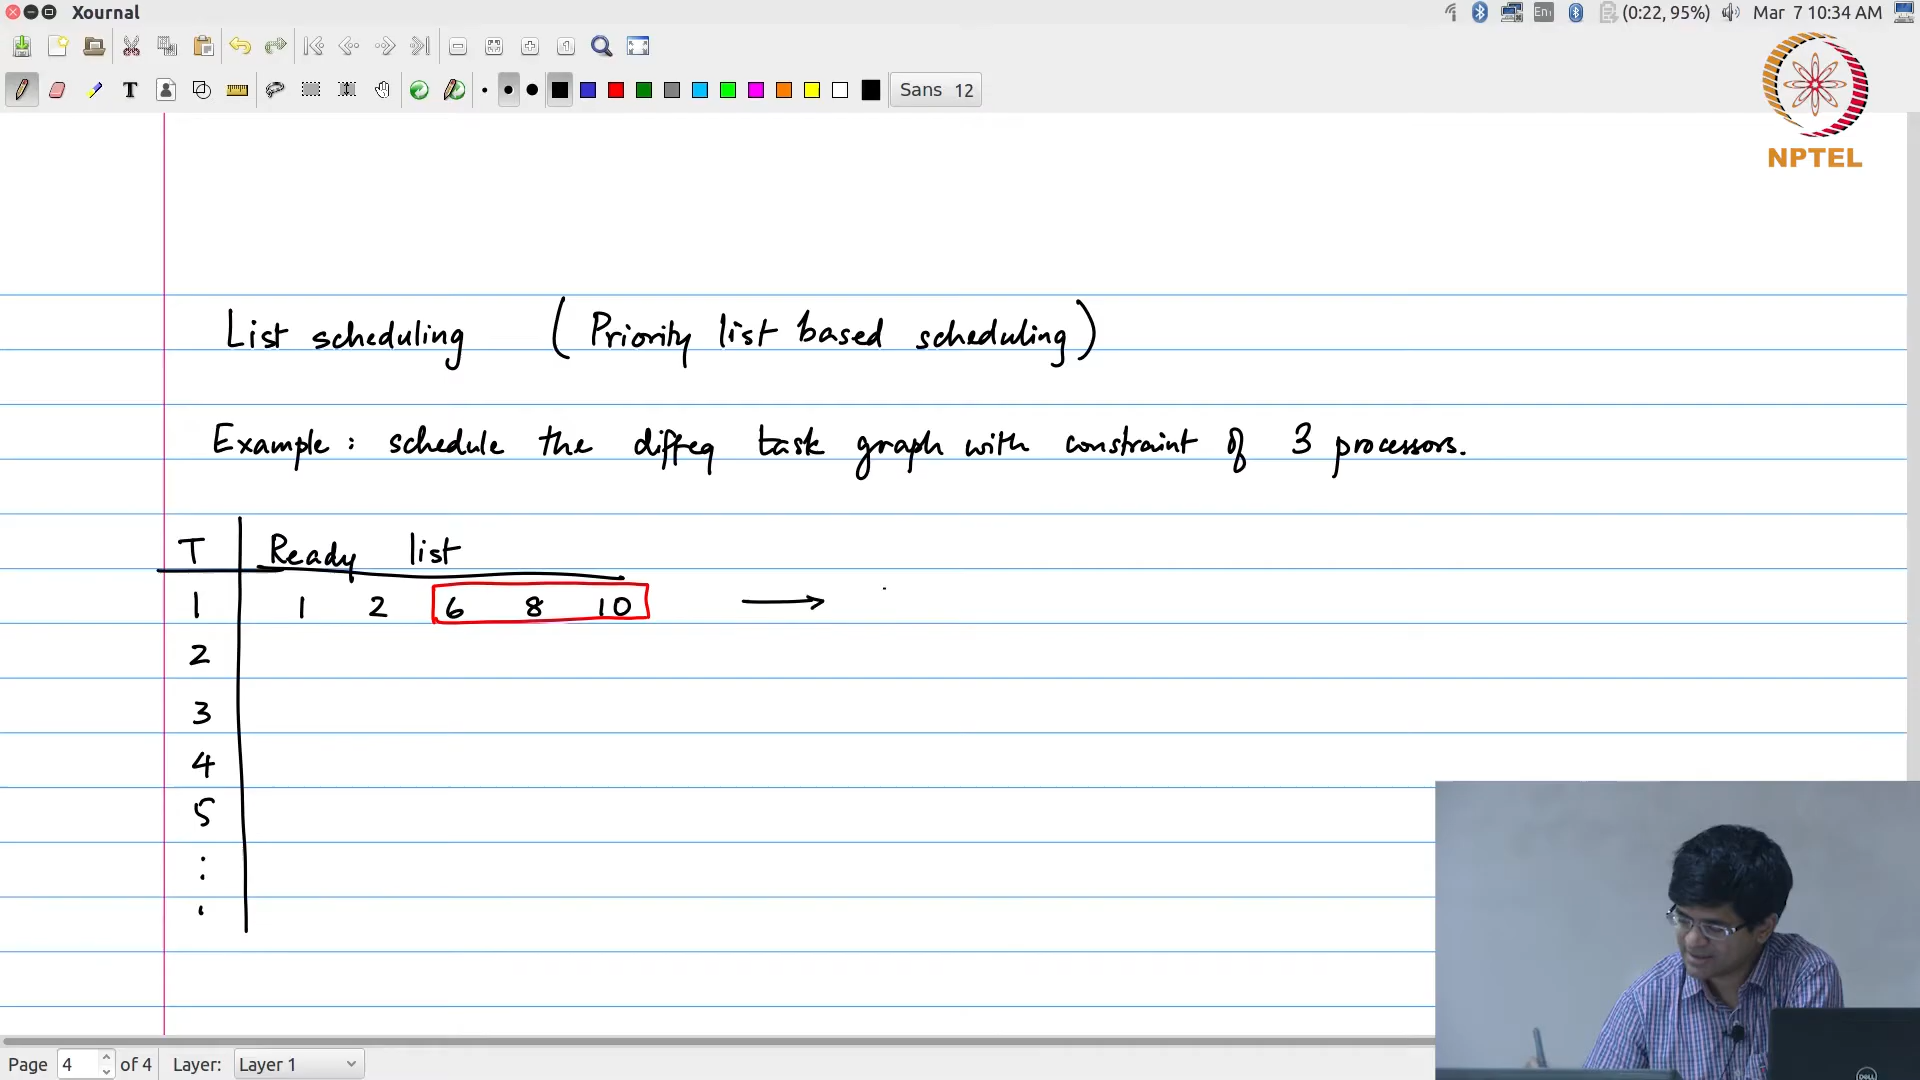 Xournal
(0:22, 95%) Mar 7 10:34 AM
En1
Sans 12
NPTEL
List scheduling (Priority list based scheduling)
Example: schedule the diffeq task graph with constraint of 3 processors.
T Ready list
1 1 2 6 8 10
2
3
4
5
Page 4 of 4 Layer: Layer 1
DELL